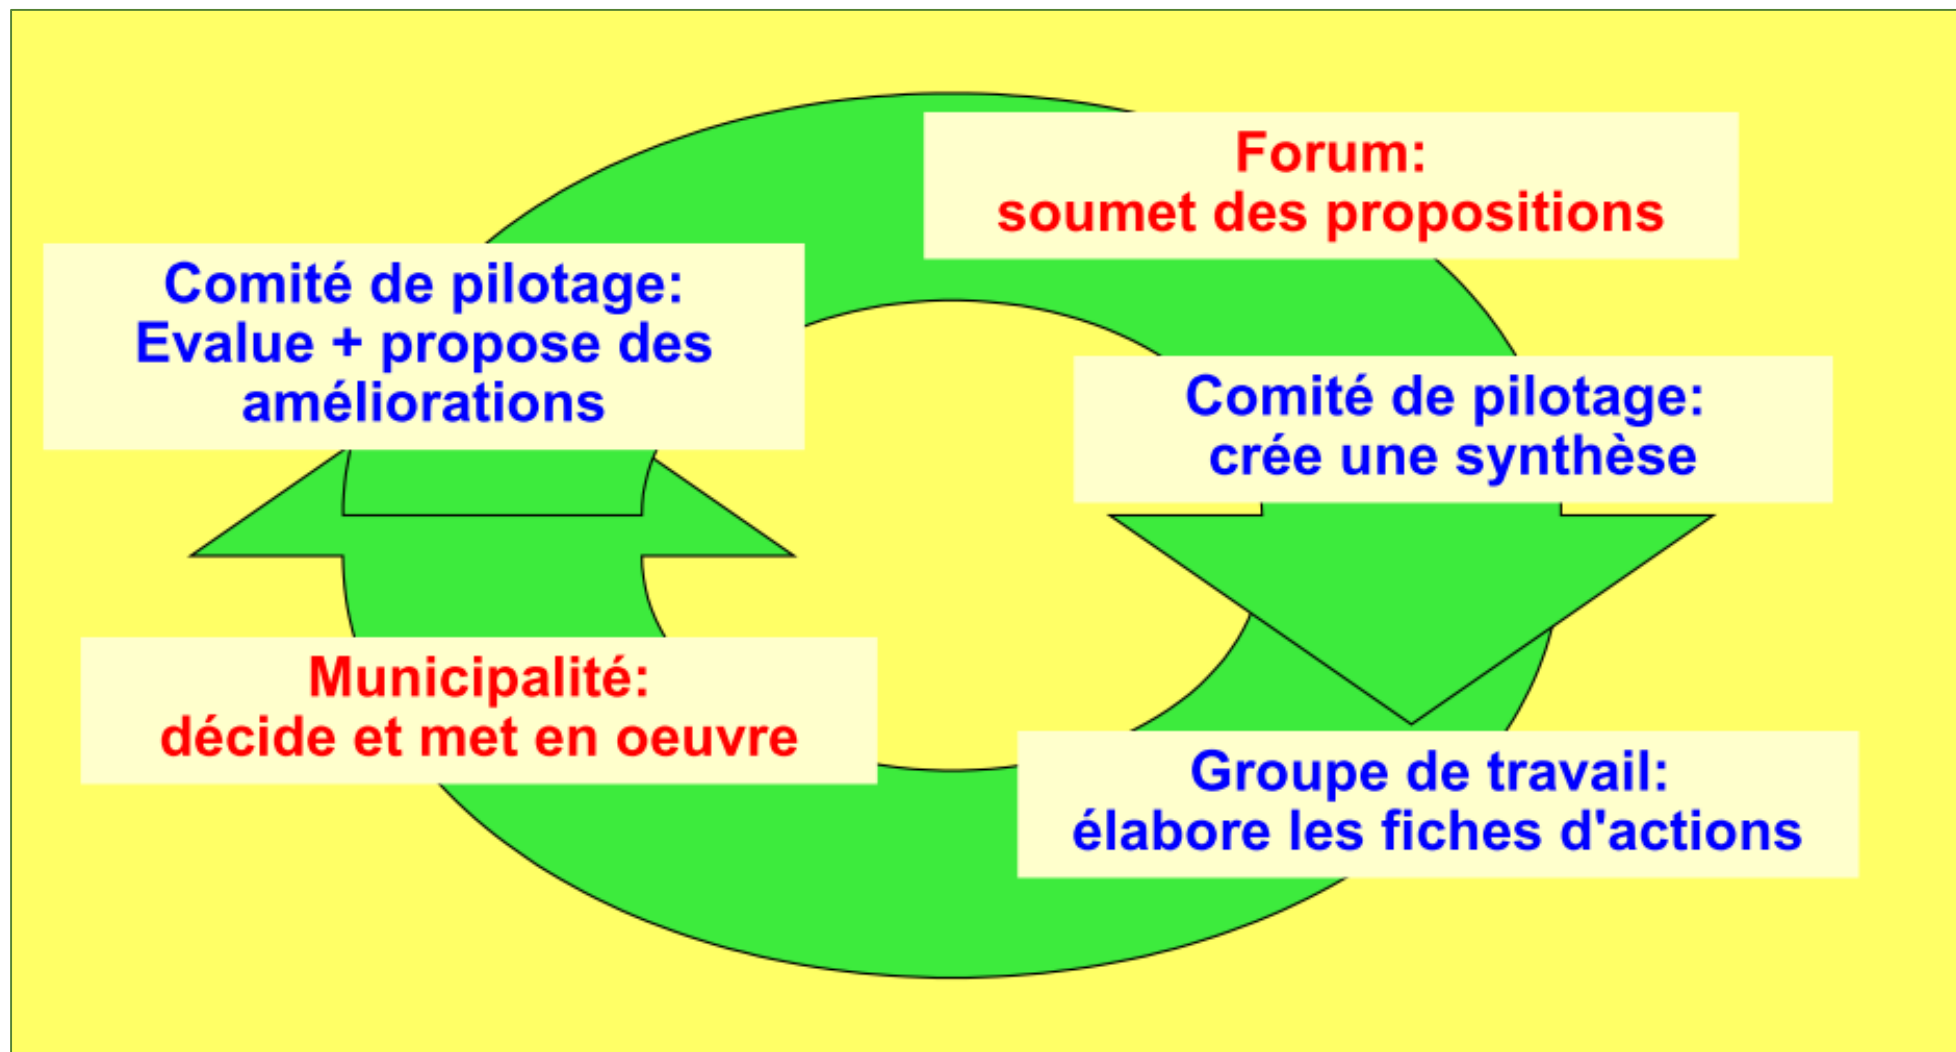 Forum:
soumet des propositions
Comité de pilotage:
Evalue + propose des
améliorations
Comité de pilotage:
crée une synthèse
Municipalité:
décide et met en oeuvre
Groupe de travail:
élabore les fiches d'actions